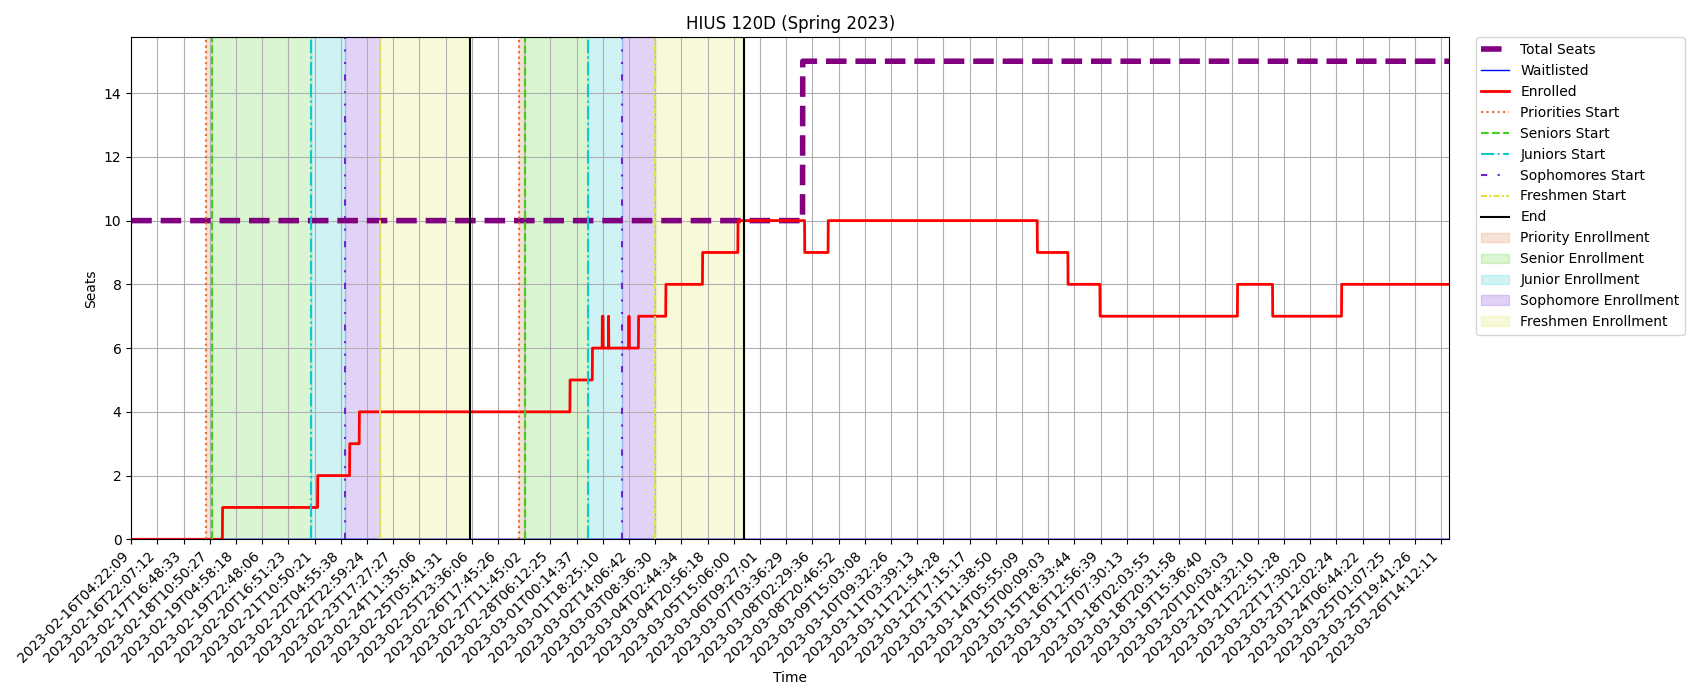 HIUS 120D (Spring 2023)
Seats
14
12
10
8
6
4
2
0
2023-02-16T04:22:09
2023-02-16T22:07:12
2023-02-17T16:48:33
2023-02-18T10:50:27
2023-02-19T04:58:18
2023-02-19T22:48:06
2023-02-20T16:51:23
2023-02-21T10:50:21
2023-02-22T04:55:38
2023-02-22T22:59:24
2023-02-23T17:27:27
2023-02-24T11:35:06
2023-02-25T05:41:31
2023-02-25T23:36:06
2023-02-26T17:45:26
2023-02-27T11:45:02
2023-02-28T06:12:25
2023-03-01T00:14:37
2023-03-01T18:25:10
2023-03-02T14:06:42
2023-03-03T08:36:30
2023-03-04T02:44:34
2023-03-04T20:56:18
2023-03-05T15:06:00
2023-03-06T09:27:01
2023-03-07T03:36:29
2023-03-08T02:29:36
2023-03-08T20:46:52
2023-03-09T15:03:08
2023-03-10T09:32:26
2023-03-11T03:39:13
2023-03-11T21:54:28
2023-03-12T17:15:17
2023-03-13T11:38:50
2023-03-14T05:55:09
2023-03-15T00:09:03
2023-03-15T18:33:44
2023-03-16T12:56:39
2023-03-17T07:30:13
2023-03-18T02:03:55
2023-03-18T20:31:58
2023-03-19T15:36:40
2023-03-20T10:03:03
2023-03-21T04:32:10
2023-03-21T22:51:28
2023-03-22T17:30:20
2023-03-23T12:02:24
2023-03-24T06:44:22
2023-03-25T01:07:25
2023-03-25T19:41:26
2023-03-26T14:12:11
Time
Total Seats
Waitlisted
Enrolled
Priorities Start
Seniors Start
Juniors Start
Sophomores Start
Freshmen Start
End
Priority Enrollment
Senior Enrollment
Junior Enrollment
Sophomore Enrollment
Freshmen Enrollment